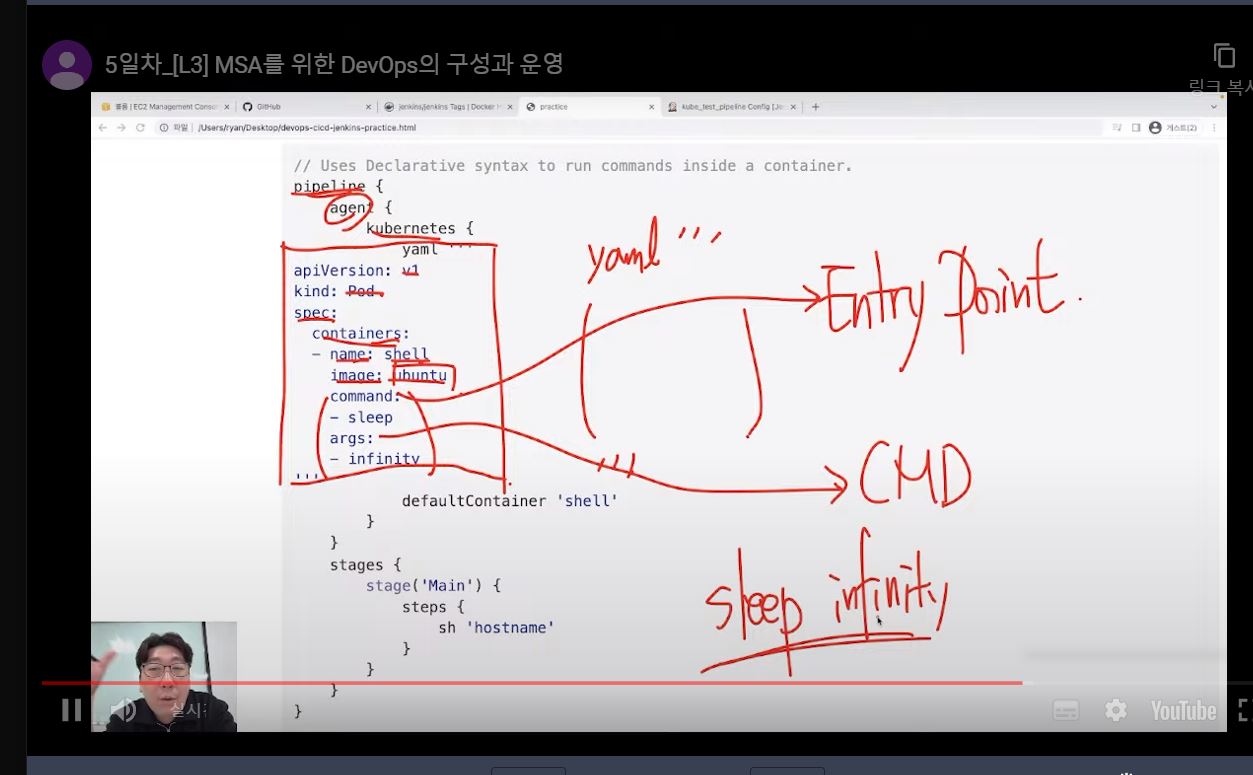 5일차_[L3] MSA를 위한 DevOps의 구성과 운영
링크 복사
EC2 Management Conso
GitHub
jenkins/jenkins Tags | Docker H
practice
kube_test_pipeline Config [Je
파일 | /Users/ryan/Desktop/devops-cicd-jenkins-practice.html
게스트(2)
// Uses Declarative syntax to run commands inside a container.
pipeline {
agent {
kubernetes {
yaml '''
apiVersion: v1
kind: Pod
spec:
containers:
- name: shell
image: ubuntu
command:
- sleep
args:
- infinity
'''
defaultContainer 'shell'
}
}
stages {
stage('Main') {
steps {
sh 'hostname'
}
}
}
}
yaml '''
Entry Point.
'''
CMD
sleep infinity
실시간
YouTube